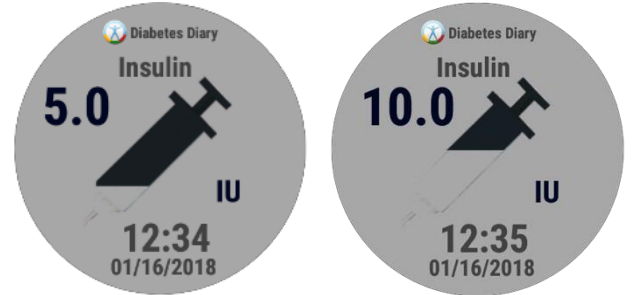 Diabetes Diary
Insulin
5.0
IU
12:34
01/16/2018
Diabetes Diary
Insulin
10.0
IU
12:35
01/16/2018